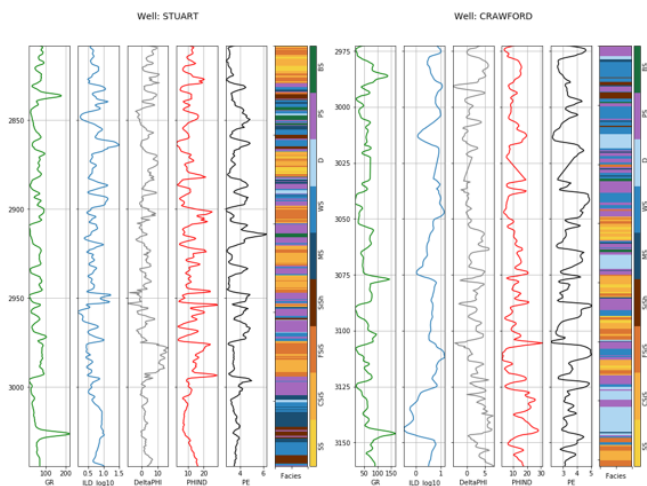 Well: STUART
Well: CRAWFORD
2850
2900
2950
3000
2975
3000
3025
3050
3075
3100
3125
3150
BS
PS
D
WS
MS
SiSh
FSiS
CSiS
SS
BS
PS
D
WS
MS
SiSh
FSiS
CSiS
SS
0 100 200
0.5 1.0 1.5
0 10
10 20
4 6
50 100 150
0 1
0 5
10 20 30
3 4 5
GR ILD_log10 DeltaPHI PHIND PE Facies
GR ILD_log10 DeltaPHI PHIND PE Facies